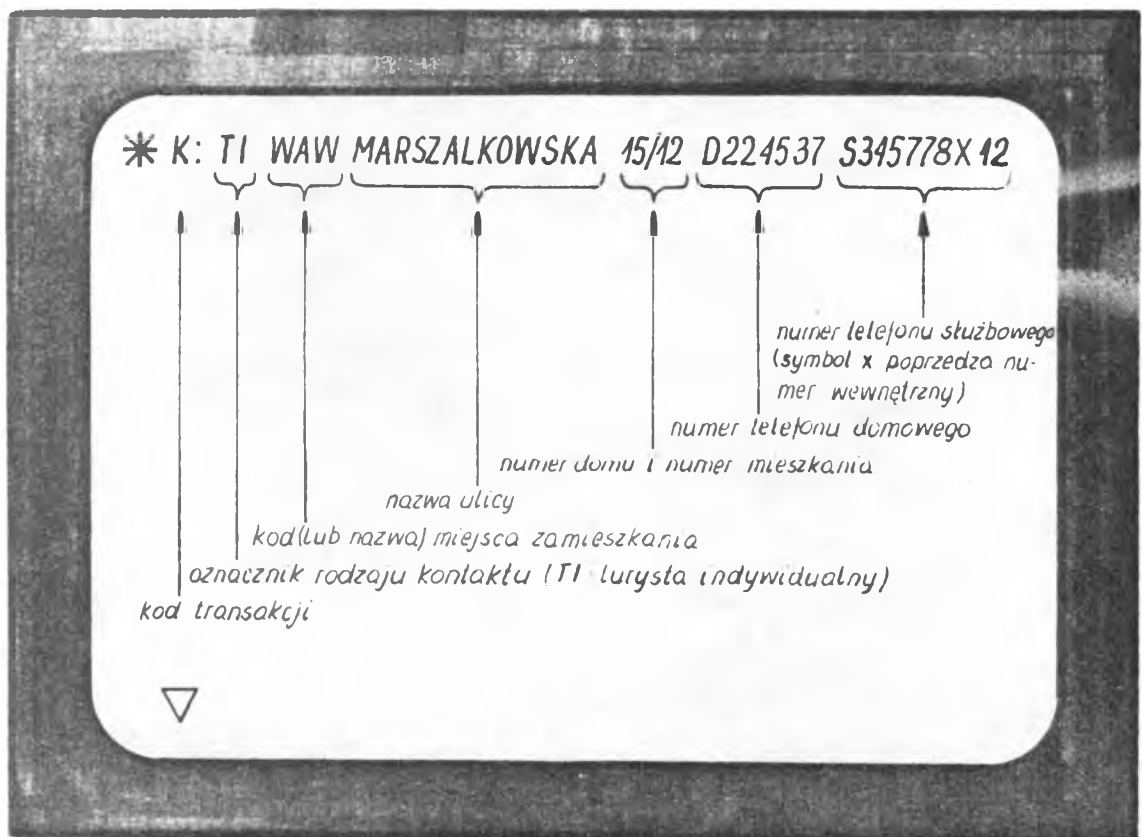 * K: TI WAW MARSZALKOWSKA 15/12 D224537 S345778X12
numer telefonu służbowego
(symbol x poprzedza nu-
mer wewnętrzny)
numer telefonu domowego
numer domu i numer mieszkania
nazwa ulicy
kod (lub nazwa) miejsca zamieszkania
oznacznik rodzaju kontaktu (TI turysta indywidualny)
kod transakcji